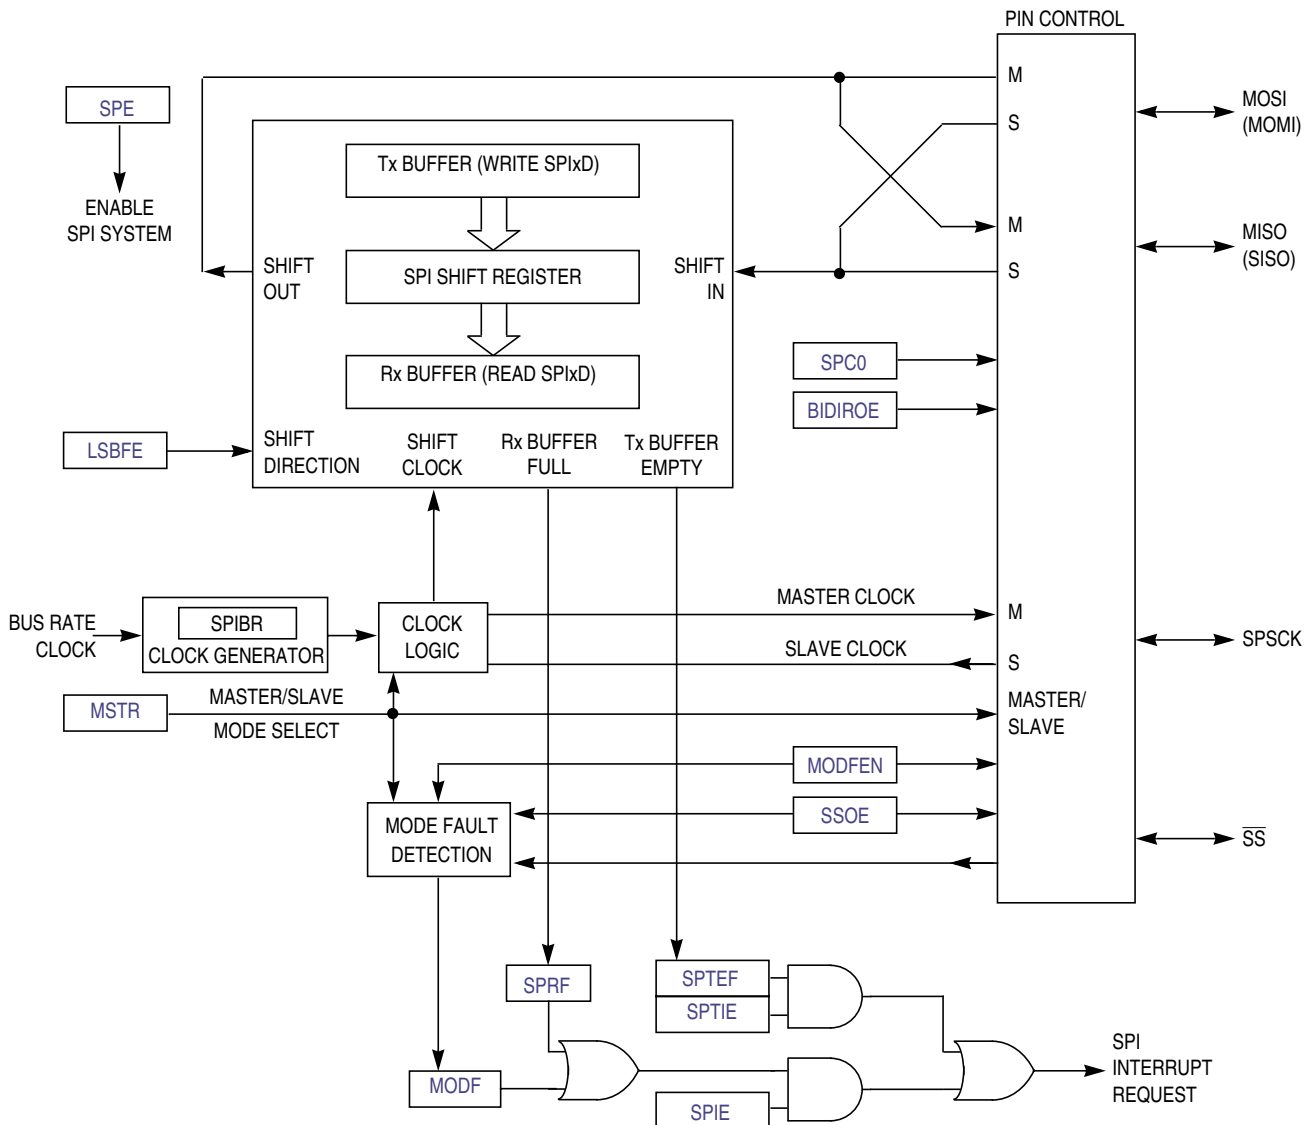 PIN CONTROL
M
SPE
MOSI
(MOMI)
S
Tx BUFFER (WRITE SPIxD)
ENABLE
SPI SYSTEM
M
MISO
(SISO)
SHIFT
OUT
SPI SHIFT REGISTER
SHIFT
IN
S
SPC0
Rx BUFFER (READ SPIxD)
BIDIROE
LSBFE
SHIFT
DIRECTION
SHIFT
CLOCK
Rx BUFFER
FULL
Tx BUFFER
EMPTY
MASTER CLOCK
M
BUS RATE
CLOCK
SPIBR
CLOCK GENERATOR
CLOCK
LOGIC
SLAVE CLOCK
S
SPSCK
MSTR
MASTER/SLAVE
MODE SELECT
MASTER/
SLAVE
MODFEN
SSOE
MODE FAULT
DETECTION
SS
SPRF
SPTEF
SPTIE
SPI
INTERRUPT
REQUEST
MODF
SPIE